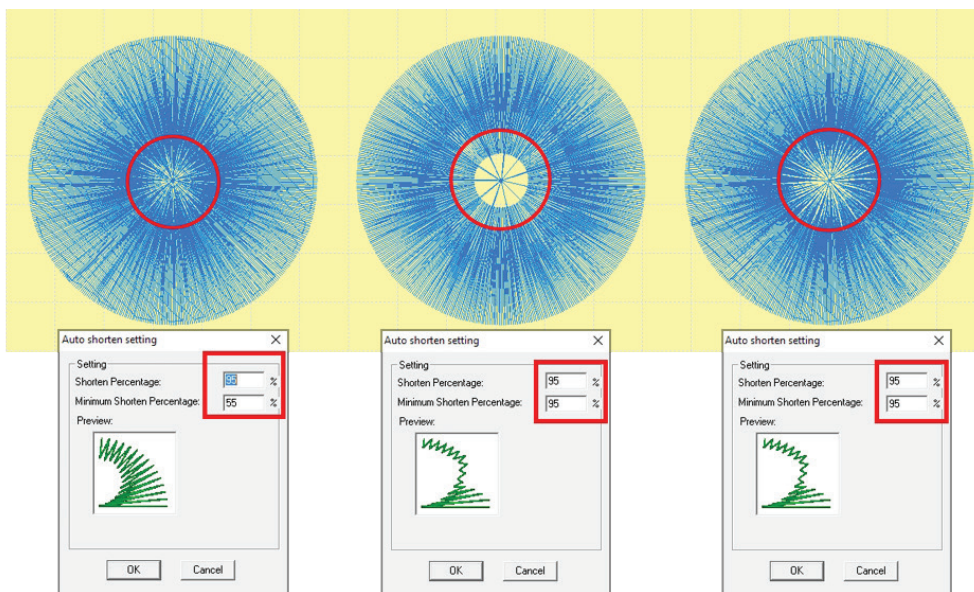 Auto shorten setting
Setting
Shorten Percentage: 95 %
Minimum Shorten Percentage: 55 %
Preview:
OK Cancel
Auto shorten setting
Setting
Shorten Percentage: 95 %
Minimum Shorten Percentage: 95 %
Preview:
OK Cancel
Auto shorten setting
Setting
Shorten Percentage: 95 %
Minimum Shorten Percentage: 95 %
Preview:
OK Cancel